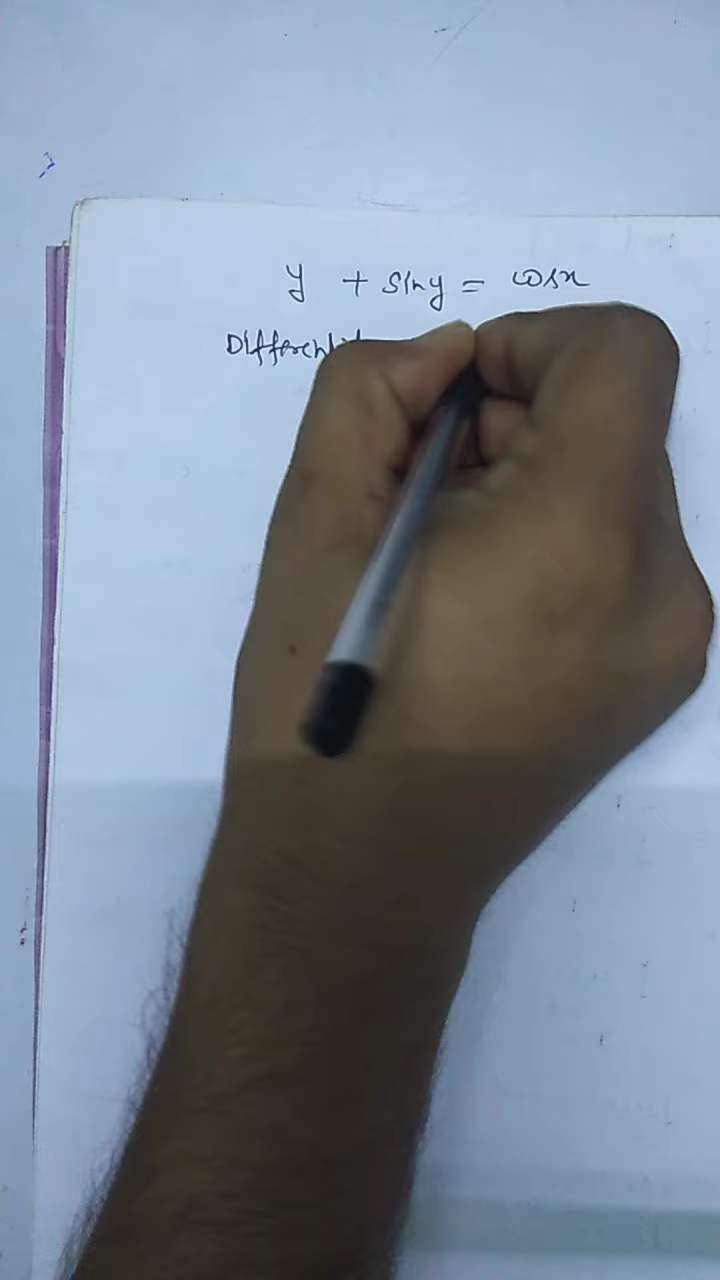 y + siny = cosx